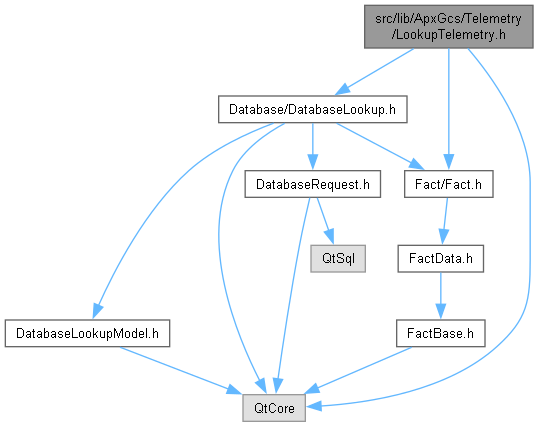 src/lib/ApxGcs/Telemetry
/LookupTelemetry.h
Database/DatabaseLookup.h
DatabaseRequest.h
Fact/Fact.h
QtSql
FactData.h
DatabaseLookupModel.h
FactBase.h
QtCore